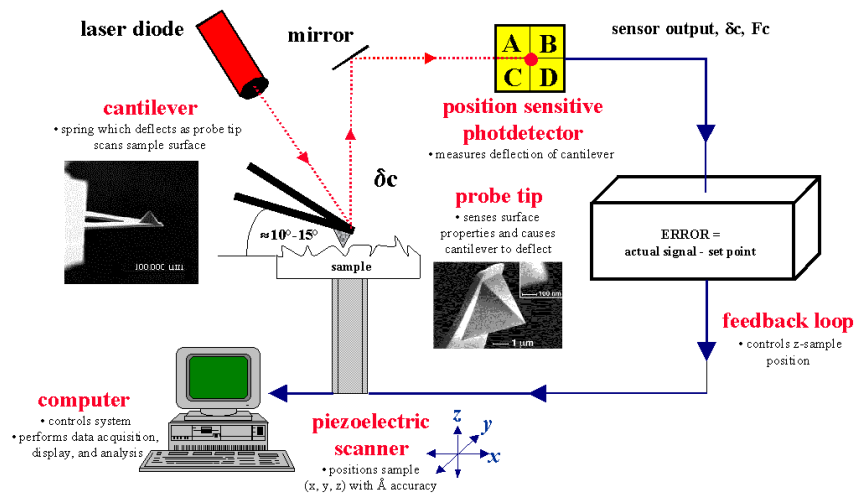 laser diode
mirror
A B
C D
sensor output, δc, Fc
cantilever
• spring which deflects as probe tip
scans sample surface
position sensitive
photdetector
• measures deflection of cantilever
δc
probe tip
• senses surface
properties and causes
cantilever to deflect
≈10°-15°
sample
100.000 µm
100 nm
1 µm
ERROR =
actual signal - set point
feedback loop
• controls z-sample
position
computer
• controls system
• performs data acquisition,
display, and analysis
piezoelectric
scanner
• positions sample
(x, y, z) with Å accuracy
z
y
x